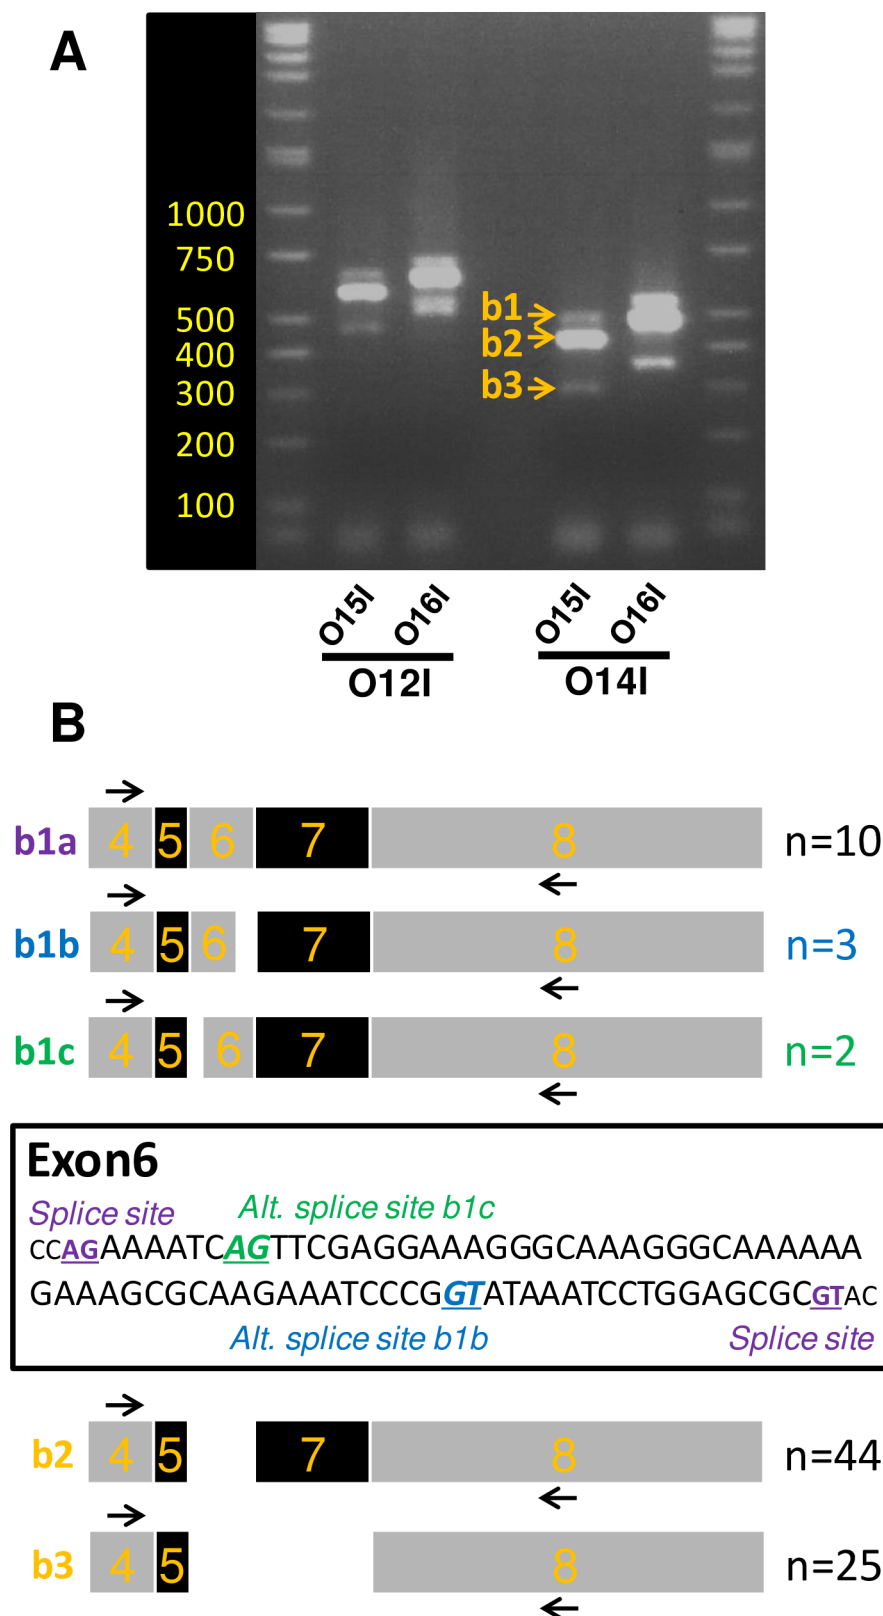 A
1000
750
500
400
300
200
100
b1
b2
b3
O15I O16I O15I O16I
O12I O14I
B
b1a 4 5 6 7 8 n=10
b1b 4 5 6 7 8 n=3
b1c 4 5 6 7 8 n=2
Exon6
Splice site Alt. splice site b1c
CCAGAAAATCAGTTCGAGGAAAGGGCAAAGGGCAAAAAA
GAAAGCGCAAGAAATCCCGGTATAAATCCTGGAGCGCGTAC
Alt. splice site b1b Splice site
b2 4 5 7 8 n=44
b3 4 5 8 n=25